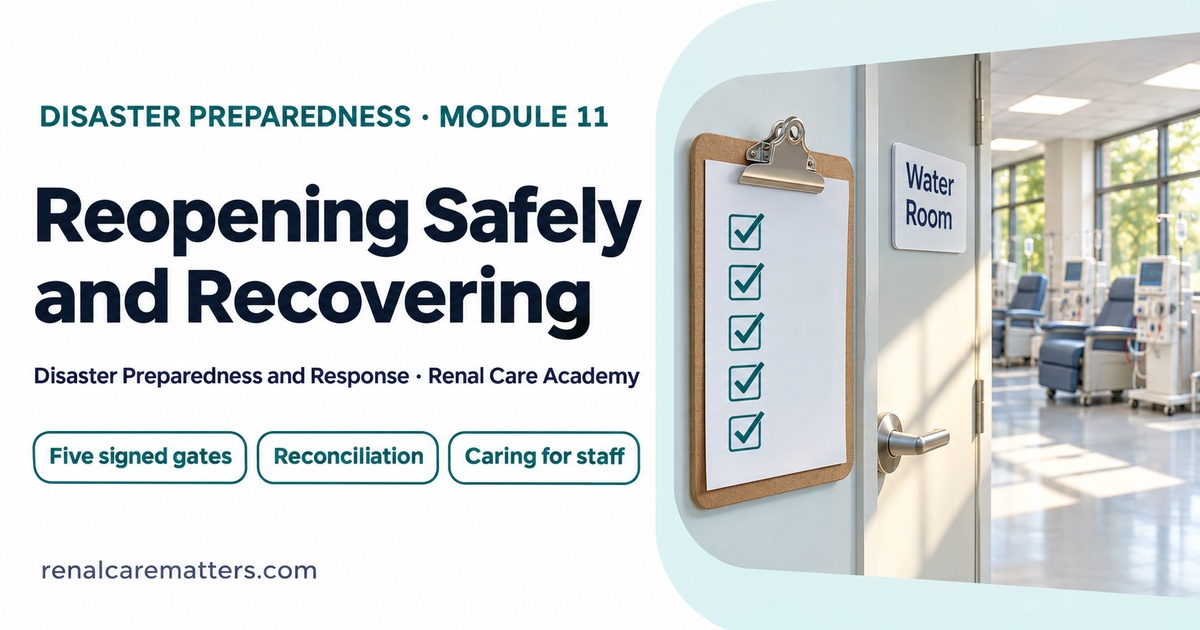 DISASTER PREPAREDNESS · MODULE 11
Reopening Safely
and Recovering
Disaster Preparedness and Response · Renal Care Academy
Five signed gates
Reconciliation
Caring for staff
renalcarematters.com
Water
Room